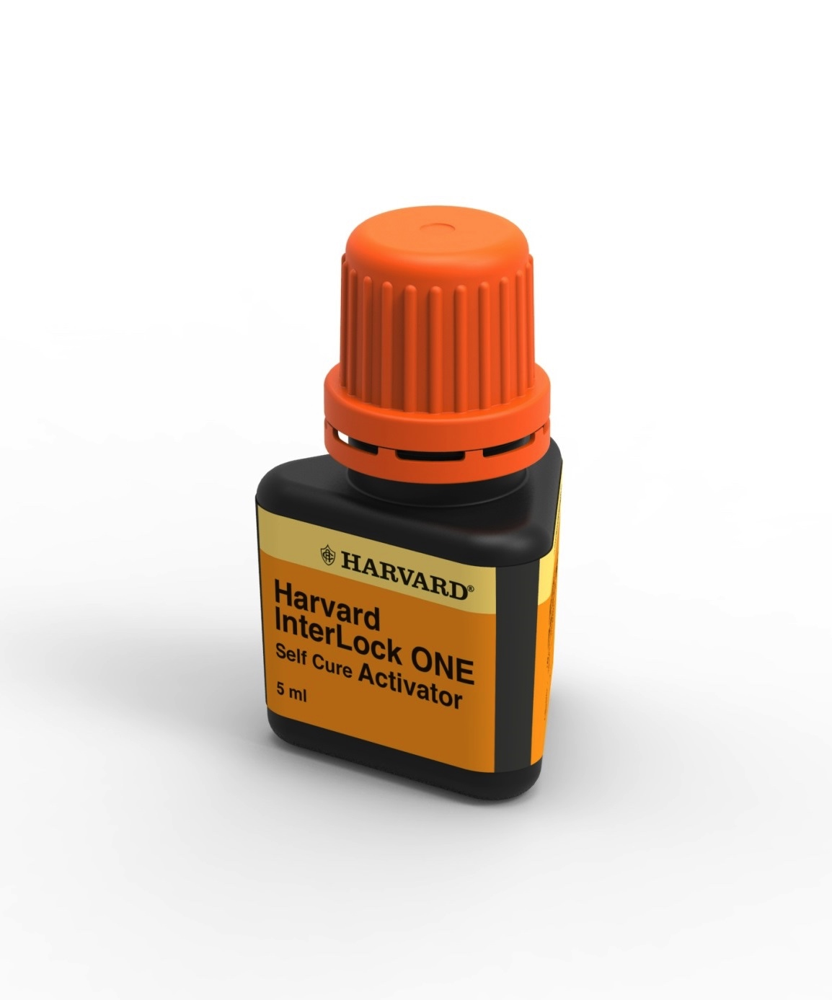 HARVARD®
Harvard
InterLock ONE
Self Cure Activator
5 ml